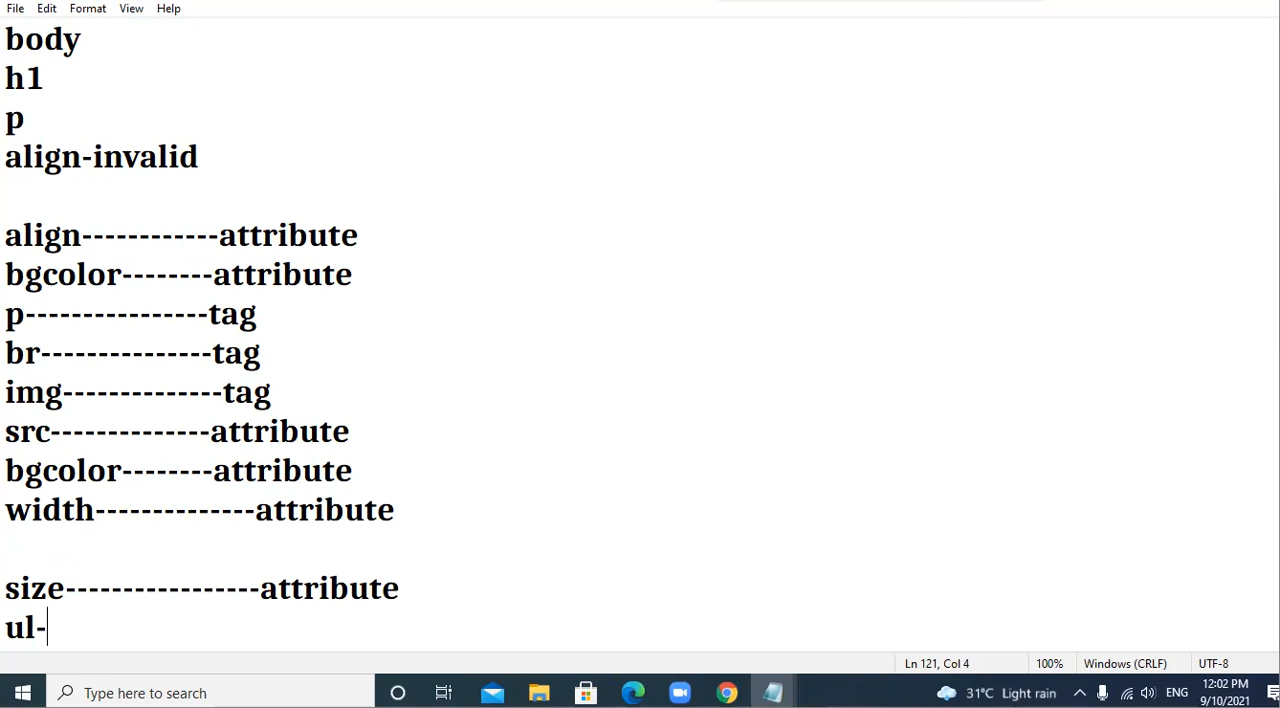 File Edit Format View Help
body
h1
p
align-invalid
align------------attribute
bgcolor--------attribute
p----------------tag
br---------------tag
img--------------tag
src--------------attribute
bgcolor--------attribute
width--------------attribute
size-----------------attribute
ul-
Ln 121, Col 4 100% Windows (CRLF) UTF-8
Type here to search 31°C Light rain ENG 12:02 PM
9/10/2021